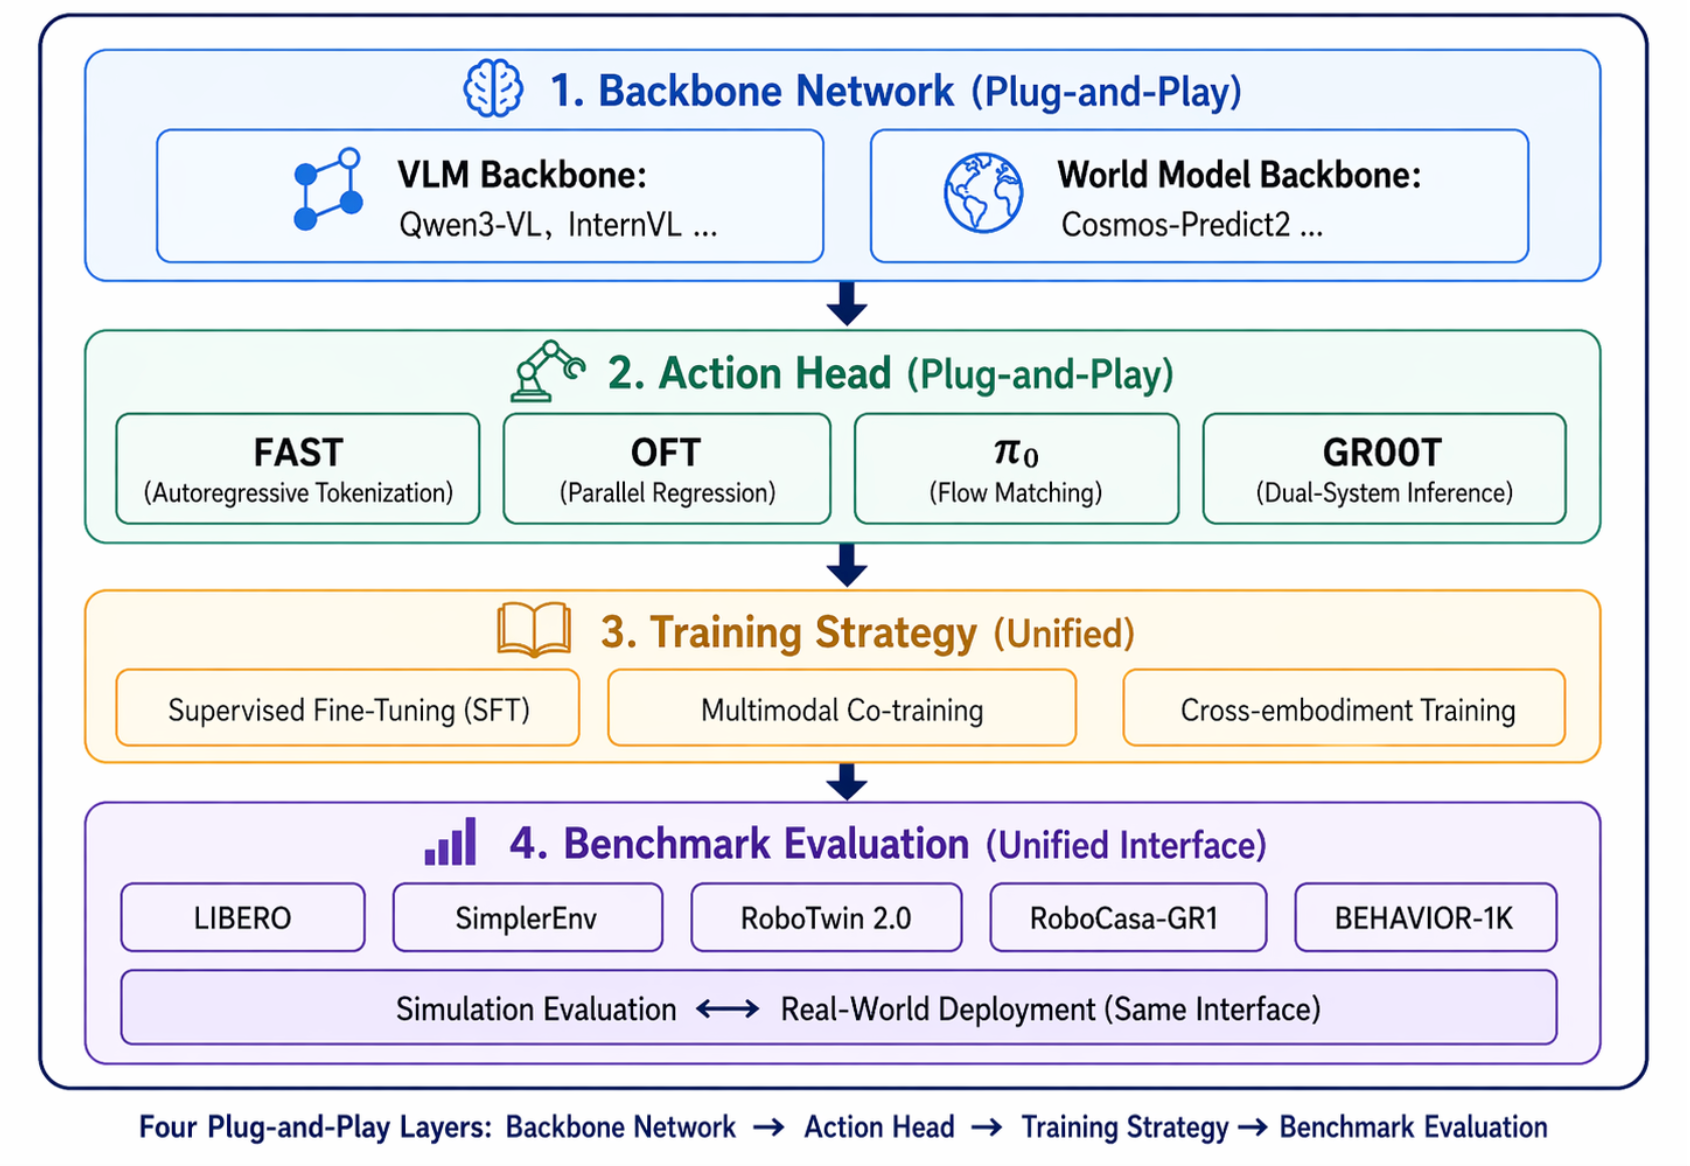 1. Backbone Network (Plug-and-Play)
VLM Backbone:
Qwen3-VL, InternVL ...
World Model Backbone:
Cosmos-Predict2 ...
2. Action Head (Plug-and-Play)
FAST
(Autoregressive Tokenization)
OFT
(Parallel Regression)
π₀
(Flow Matching)
GR00T
(Dual-System Inference)
3. Training Strategy (Unified)
Supervised Fine-Tuning (SFT)
Multimodal Co-training
Cross-embodiment Training
4. Benchmark Evaluation (Unified Interface)
LIBERO
SimplerEnv
RoboTwin 2.0
RoboCasa-GR1
BEHAVIOR-1K
Simulation Evaluation ⟷ Real-World Deployment (Same Interface)
Four Plug-and-Play Layers: Backbone Network → Action Head → Training Strategy → Benchmark Evaluation